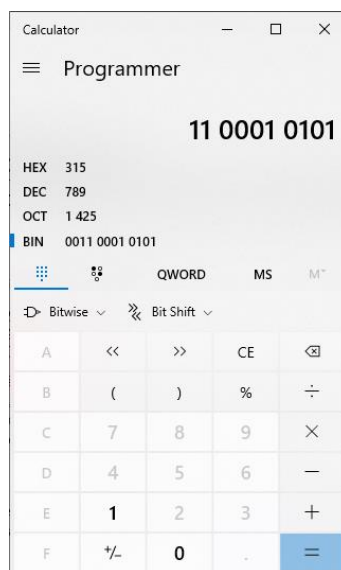 Calculator
Programmer
11 0001 0101
HEX 315
DEC 789
OCT 1 425
BIN 0011 0001 0101
QWORD MS M˅
Bitwise Bit Shift
A << >> CE
B ( ) % ÷
C 7 8 9 ×
D 4 5 6 −
E 1 2 3 +
F +/- 0 . =